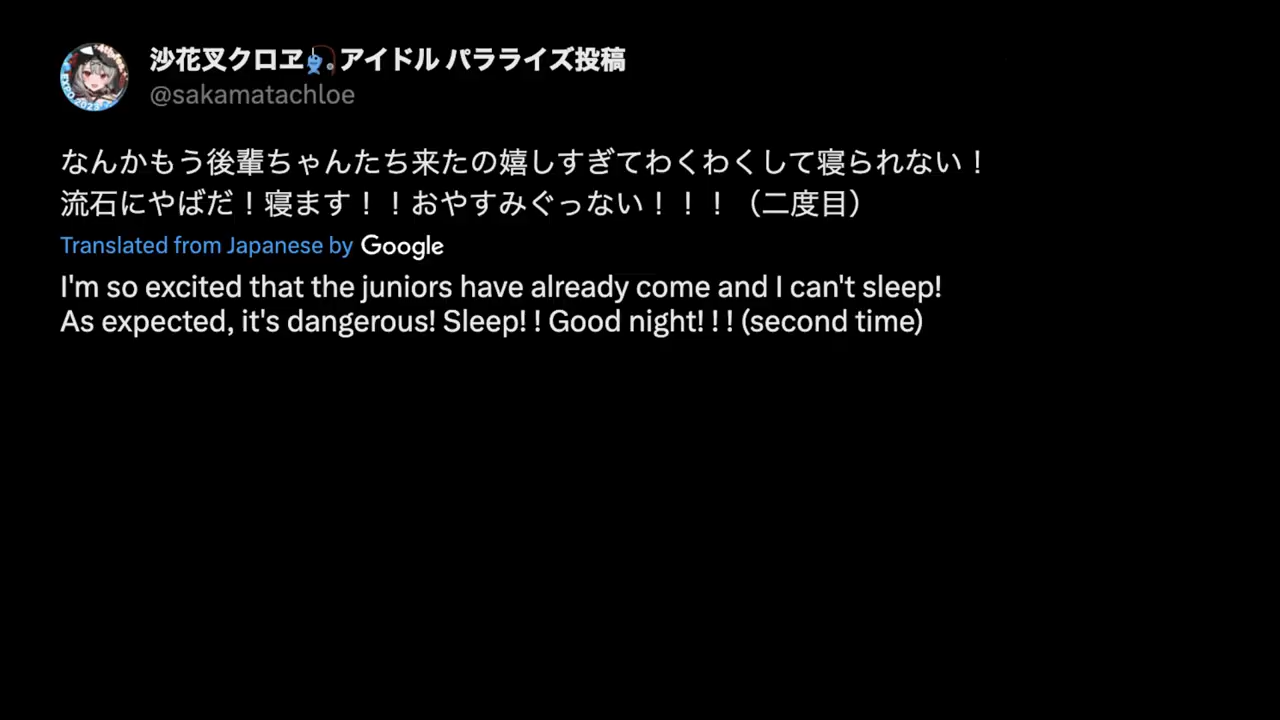 沙花叉クロヱ🎣アイドル パラライズ投稿
@sakamatachloe
なんかもう後輩ちゃんたち来たの嬉しすぎてわくわくして寝られない！
流石にやばだ！寝ます！！おやすみぐっない！！！（二度目）
Translated from Japanese by Google
I'm so excited that the juniors have already come and I can't sleep!
As expected, it's dangerous! Sleep! ! Good night! ! ! (second time)